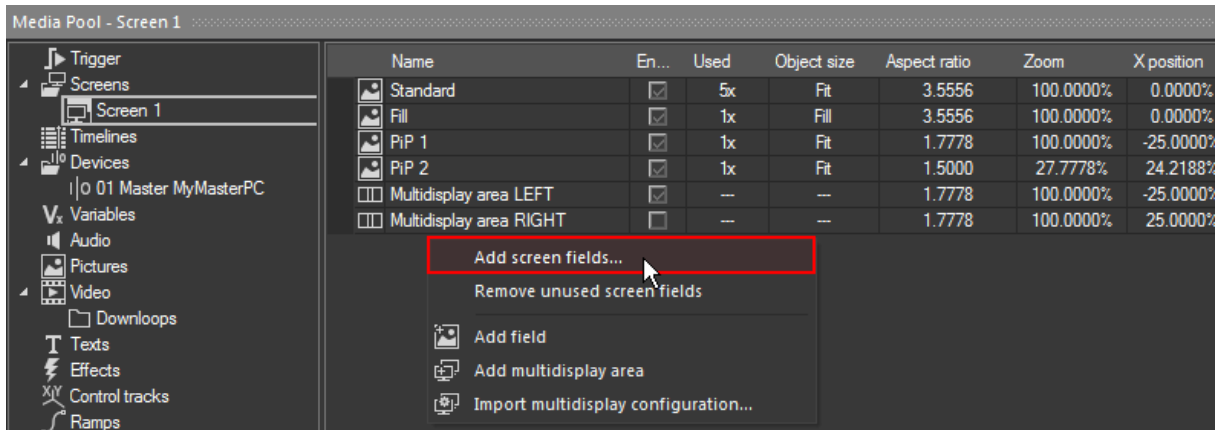 Media Pool - Screen 1
Trigger
Screens
Screen 1
Timelines
Devices
01 Master MyMasterPC
Variables
Audio
Pictures
Video
Downloops
Texts
Effects
Control tracks
Ramps
Name En... Used Object size Aspect ratio Zoom X position
Standard 5x Fit 3.5556 100.0000% 0.0000%
Fill 1x Fill 3.5556 100.0000% 0.0000%
PiP 1 1x Fit 1.7778 100.0000% -25.0000%
PiP 2 1x Fit 1.5000 27.7778% 24.2188%
Multidisplay area LEFT --- --- 1.7778 100.0000% -25.0000%
Multidisplay area RIGHT --- --- 1.7778 100.0000% 25.0000%
Add screen fields...
Remove unused screen fields
Add field
Add multidisplay area
Import multidisplay configuration...